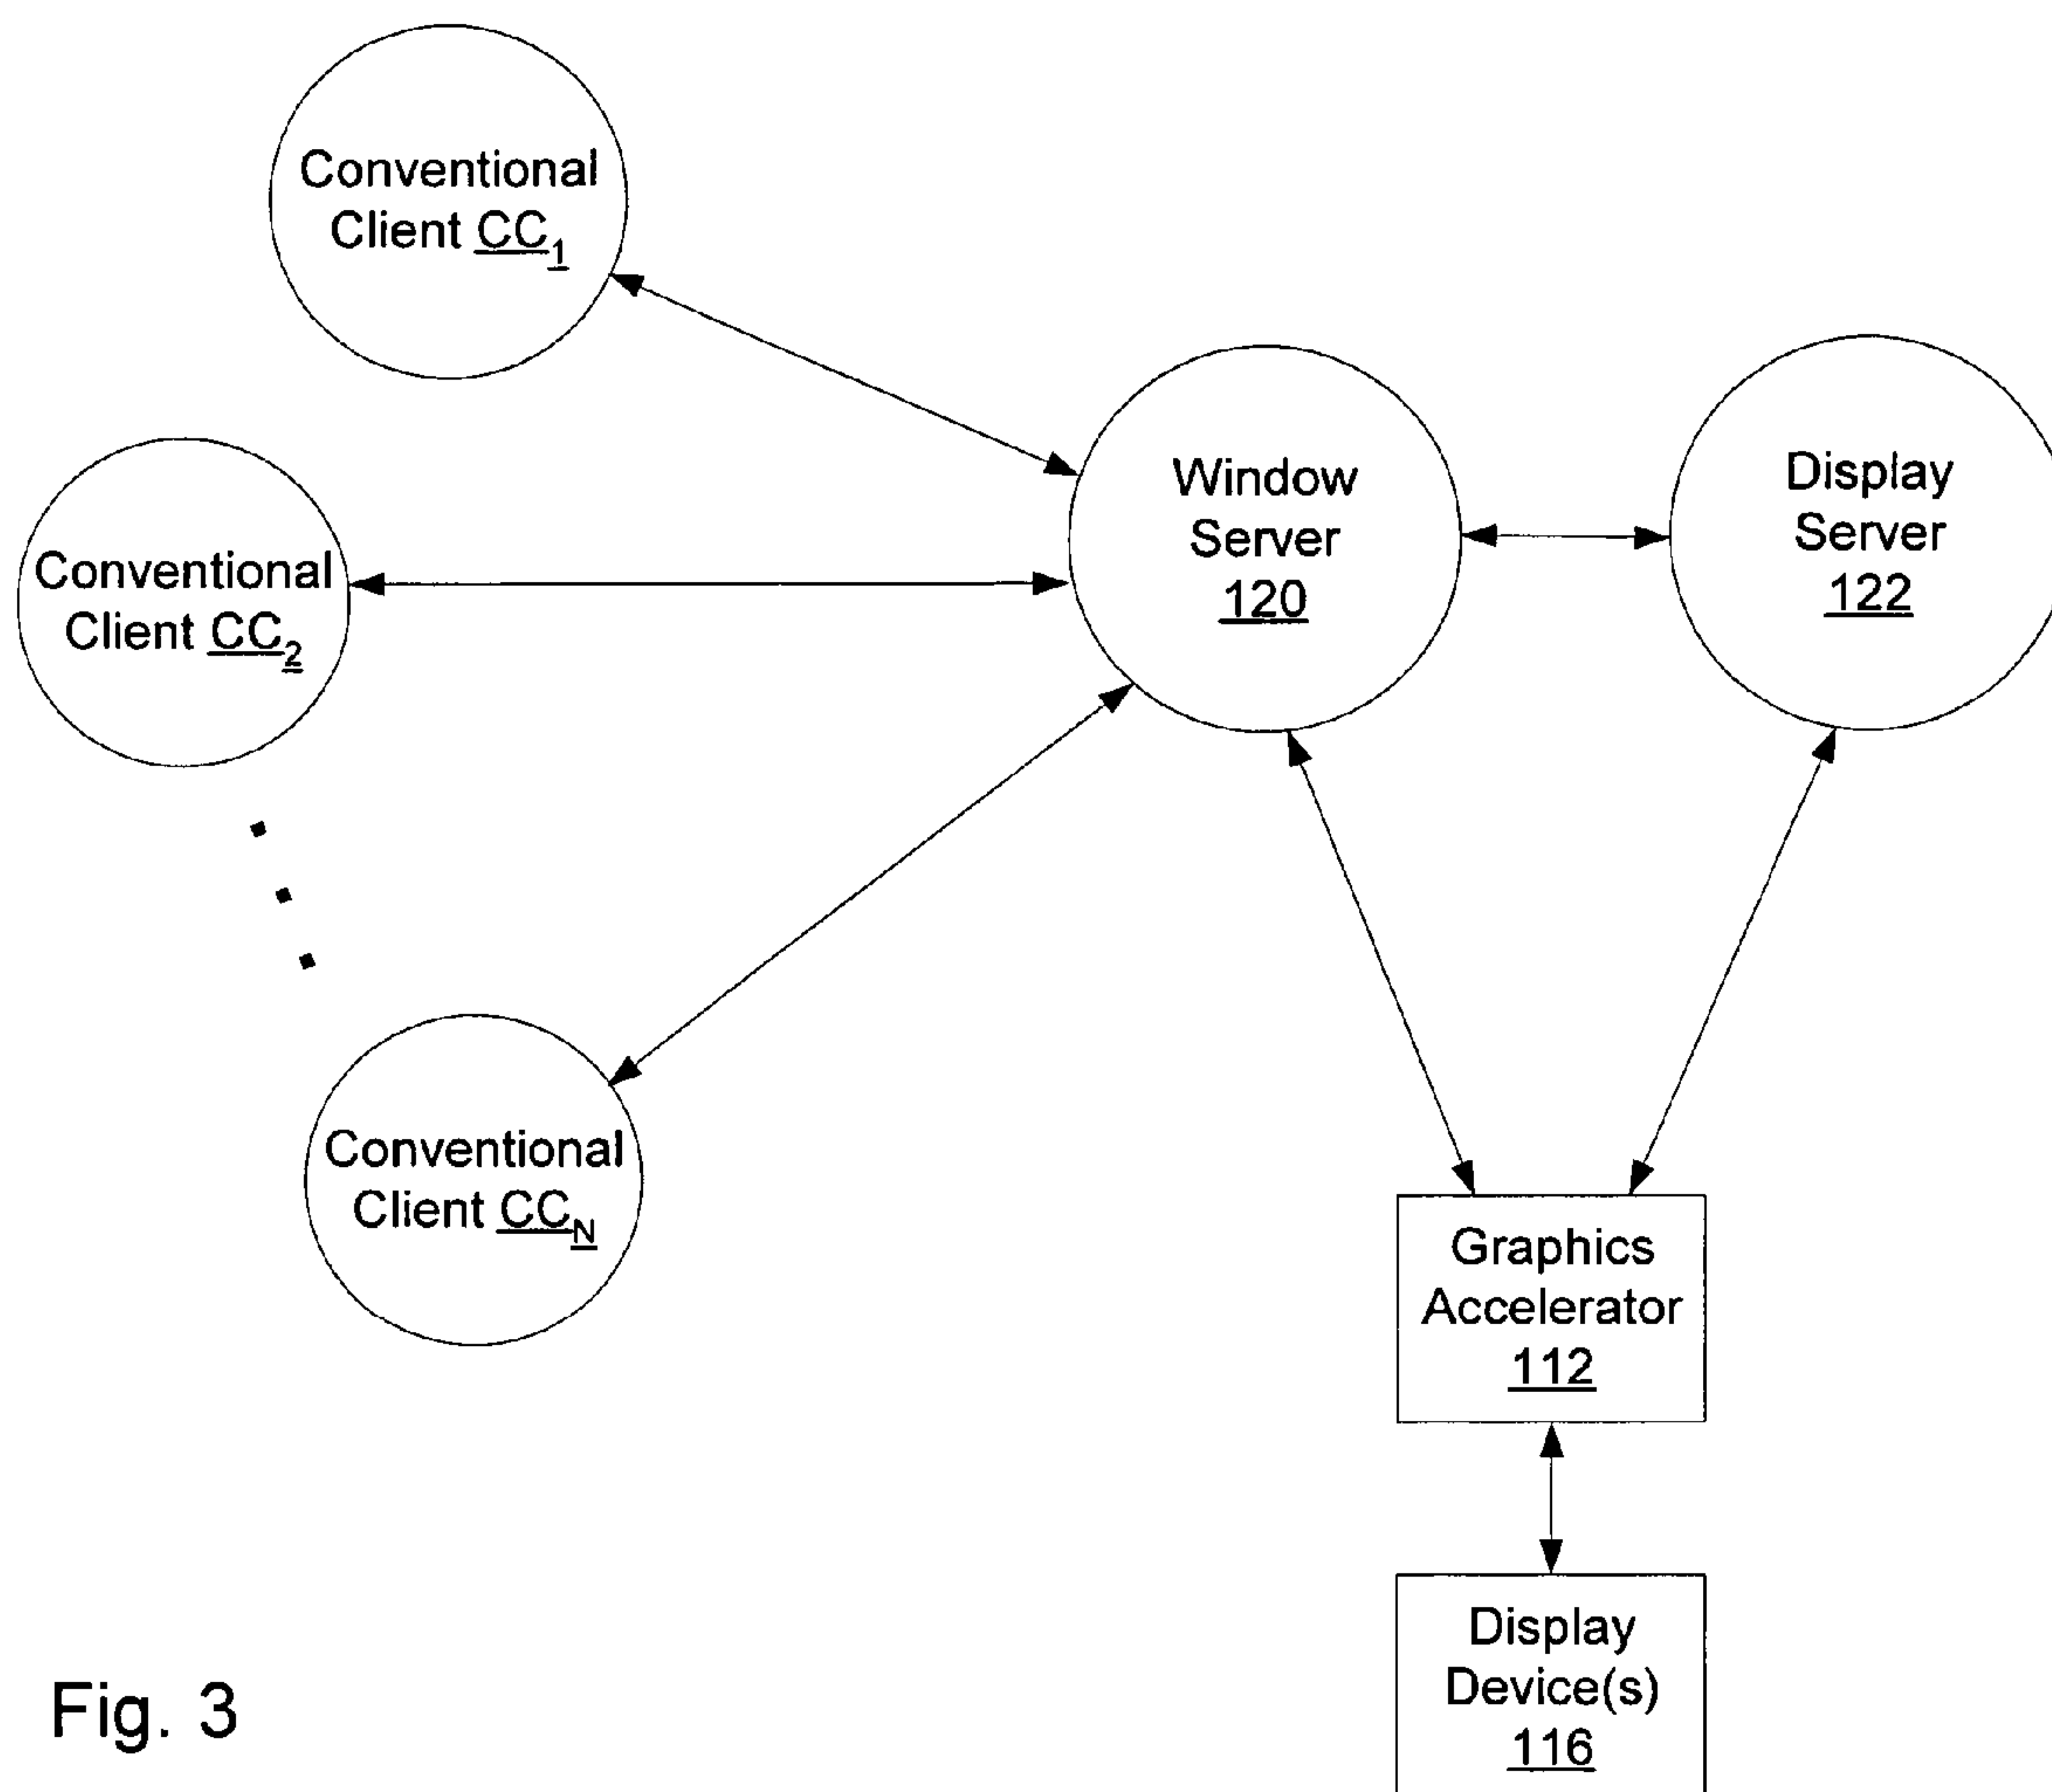 Conventional
Client CC1
Window
Server
120
Display
Server
122
Conventional
Client CC2
Conventional
Client CCN
Graphics
Accelerator
112
Display
Device(s)
116
Fig. 3